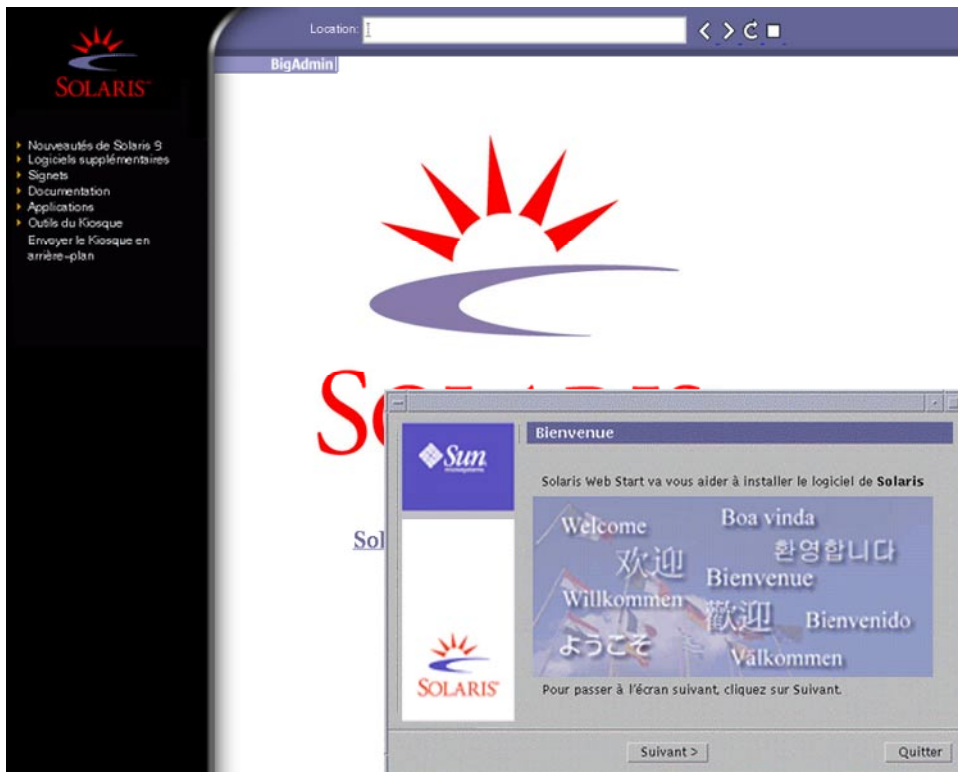 SOLARIS™
Nouveautés de Solaris 9
Logiciels supplémentaires
Signets
Documentation
Applications
Outils du Kiosque
Envoyer le Kiosque en
arrière-plan
Location:
BigAdmin
Sun
microsystems
SOLARIS™
Bienvenue
Solaris Web Start va vous aider à installer le logiciel de Solaris
Welcome
Boa vinda
欢迎
환영합니다
Bienvenue
Willkommen
歡迎
Bienvenido
ようこそ
Välkommen
Pour passer à l'écran suivant, cliquez sur Suivant.
Suivant >
Quitter